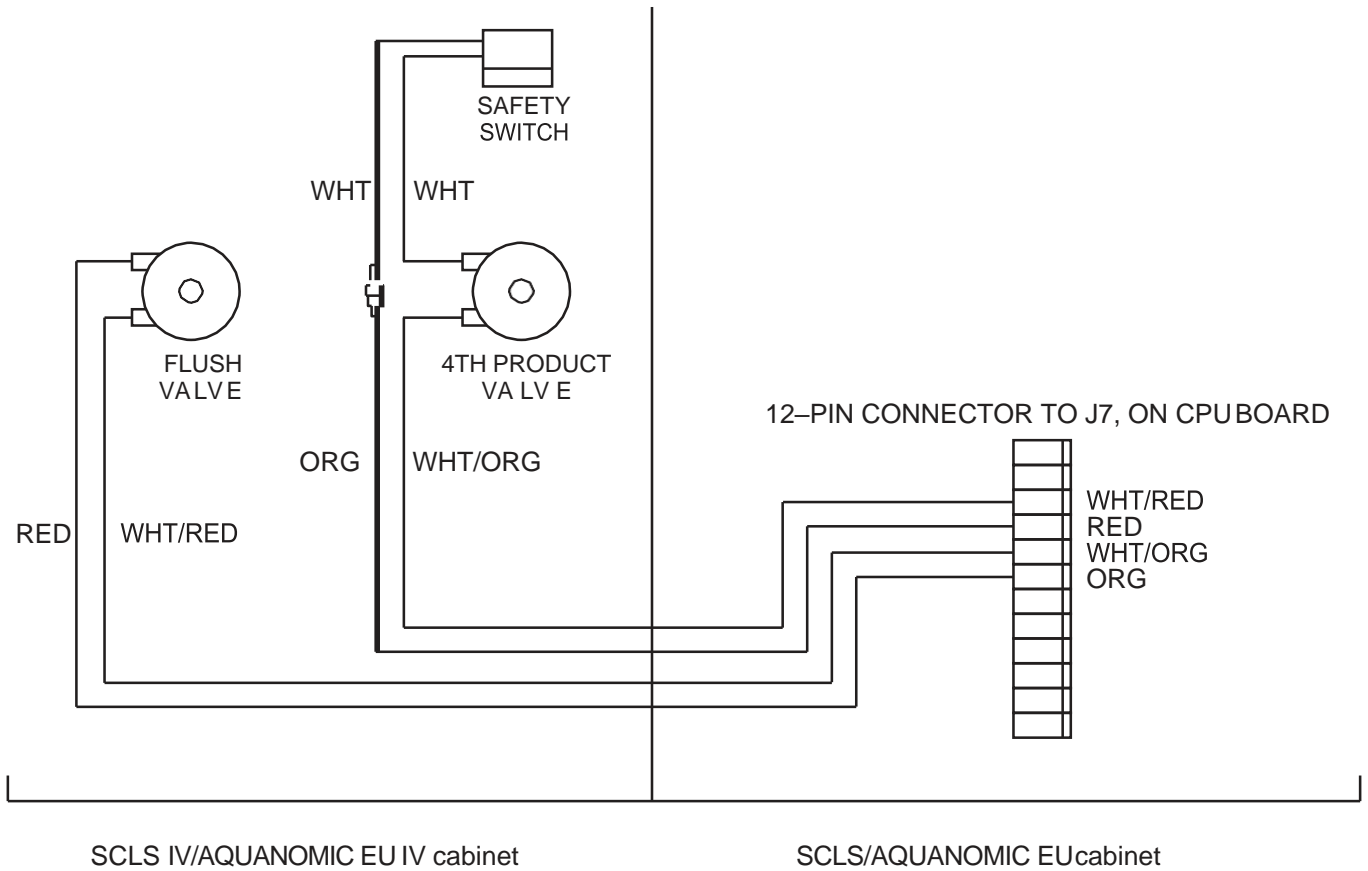 SAFETY
SWITCH
WHT
WHT
FLUSH
VALVE
4TH PRODUCT
VALVE
12–PIN CONNECTOR TO J7, ON CPU BOARD
ORG
WHT/ORG
WHT/RED
RED
WHT/ORG
ORG
RED
WHT/RED
SCLS IV/AQUANOMIC EU IV cabinet
SCLS/AQUANOMIC EU cabinet